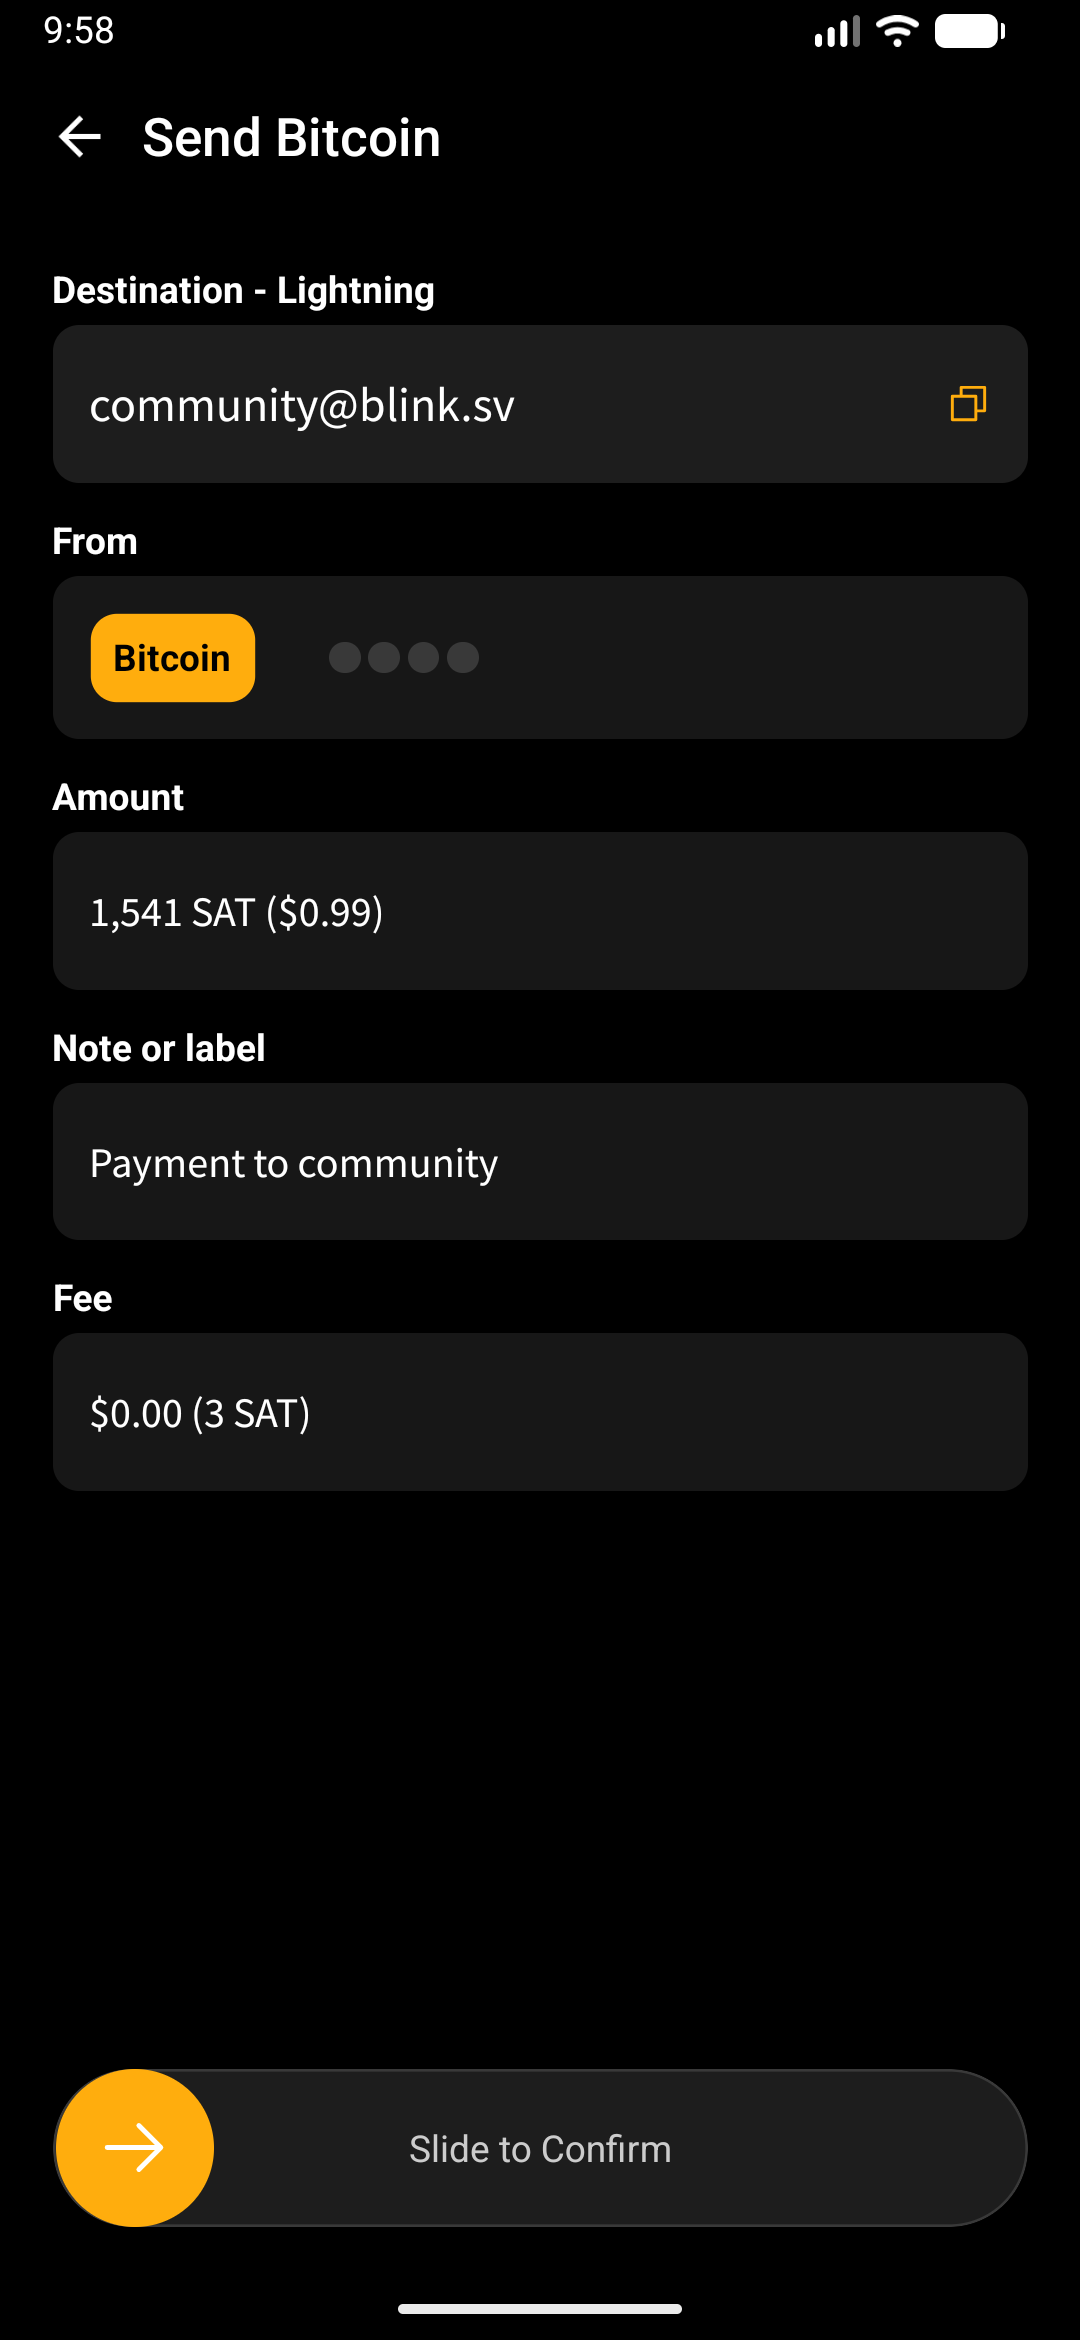 9:58
Send Bitcoin
Destination - Lightning
community@blink.sv
From
Bitcoin
Amount
1,541 SAT ($0.99)
Note or label
Payment to community
Fee
$0.00 (3 SAT)
Slide to Confirm